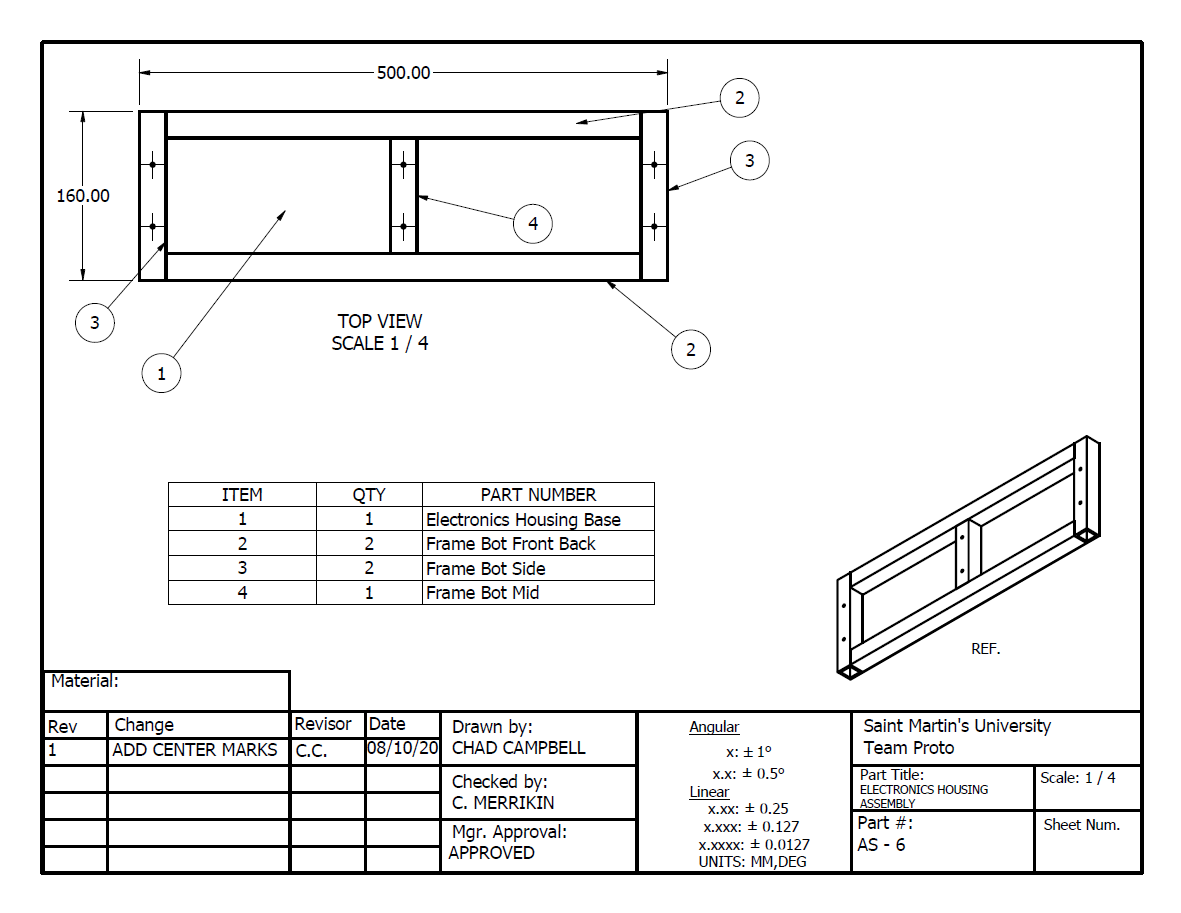 500.00
2
3
160.00
4
3
TOP VIEW
SCALE 1 / 4
2
1
ITEM QTY PART NUMBER
1 1 Electronics Housing Base
2 2 Frame Bot Front Back
3 2 Frame Bot Side
4 1 Frame Bot Mid
REF.
Material:
Rev Change Revisor Date
1 ADD CENTER MARKS C.C. 08/10/20
Drawn by:
CHAD CAMPBELL
Checked by:
C. MERRIKIN
Mgr. Approval:
APPROVED
Angular
x: ± 1°
x.x: ± 0.5°
Linear
x.xx: ± 0.25
x.xxx: ± 0.127
x.xxxx: ± 0.0127
UNITS: MM,DEG
Saint Martin's University
Team Proto
Part Title:
ELECTRONICS HOUSING
ASSEMBLY
Scale: 1 / 4
Part #:
AS - 6
Sheet Num.